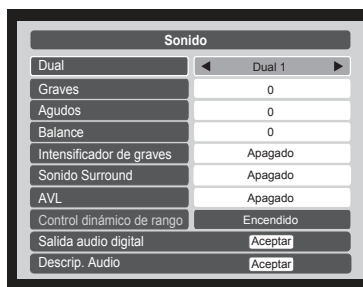 Sonido
Dual Dual 1
Graves 0
Agudos 0
Balance 0
Intensificador de graves Apagado
Sonido Surround Apagado
AVL Apagado
Control dinámico de rango Encendido
Salida audio digital Aceptar
Descrip. Audio Aceptar